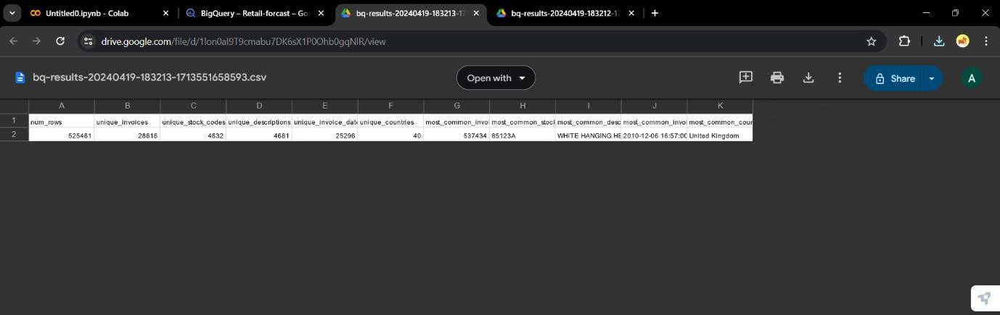 Untitled0.ipynb - Colab
BigQuery – Retail-forcast – Go
bq-results-20240419-183213-17
bq-results-20240419-183212-17
drive.google.com/file/d/1lon0al9T9cmabu7DK6sX1P0Ohb0gqNlR/view
bq-results-20240419-183213-1713551658593.csv
Open with
Share
A
A B C D E F G H I J K
1 num_rows unique_invoices unique_stock_codes unique_descriptions unique_invoice_date unique_countries most_common_invo most_common_stock most_common_desc most_common_invoi most_common_coun
2 525461 28816 4632 4681 25296 40 537434 85123A WHITE HANGING HE 2010-12-06 16:57:00 United Kingdom